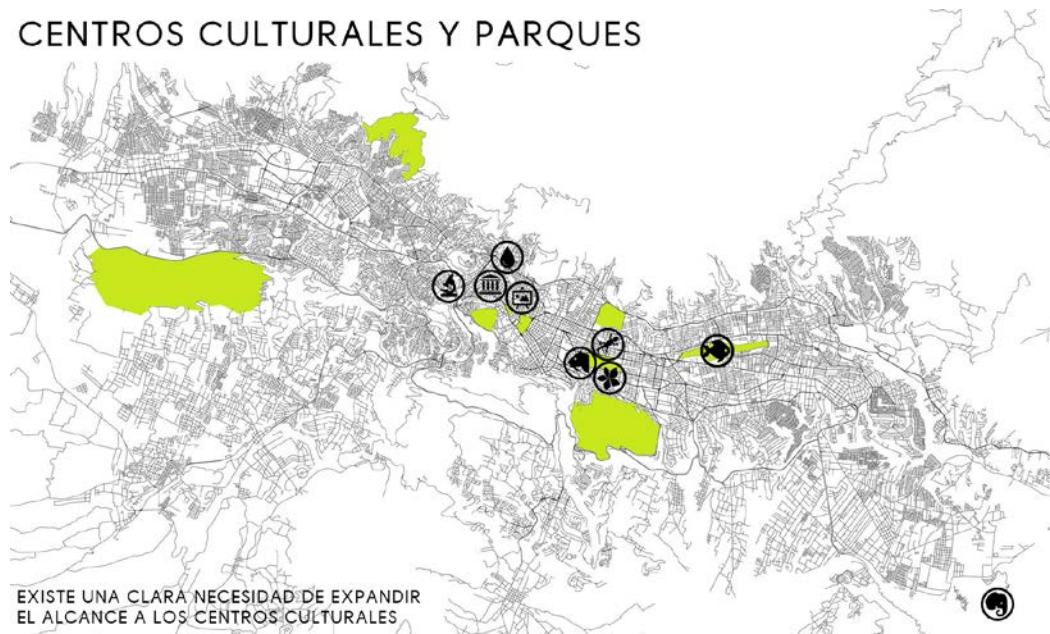 CENTROS CULTURALES Y PARQUES
EXISTE UNA CLARA NECESIDAD DE EXPANDIR
EL ALCANCE A LOS CENTROS CULTURALES